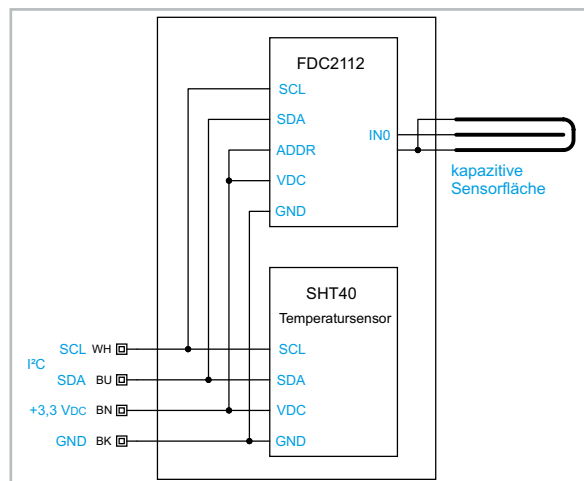 FDC2112
SCL
SDA
ADDR
VDC
GND
IN0
kapazitive
Sensorfläche
SHT40
Temperatursensor
SCL
SDA
VDC
GND
I²C
SCL WH
SDA BU
+3,3 VDC BN
GND BK